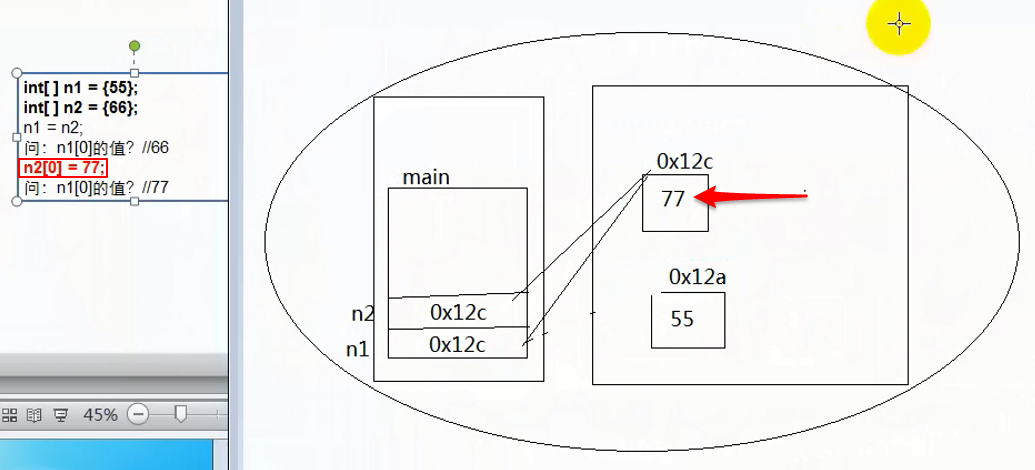 int[ ] n1 = {55};
int[ ] n2 = {66};
n1 = n2;
问：n1[0]的值？//66
n2[0] = 77;
问：n1[0]的值？//77
45%
main
n2
0x12c
n1
0x12c
0x12c
77
0x12a
55